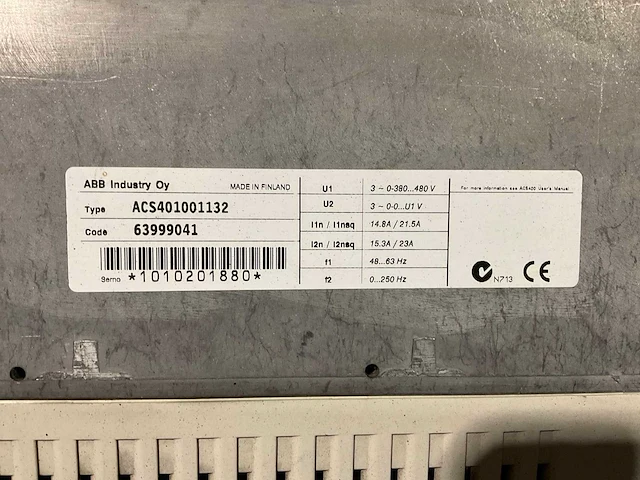 ABB Industry Oy MADE IN FINLAND
Type ACS401001132
Code 63999041
Serno *1010201880*
U1 3 ~ 0-380...480 V
U2 3 ~ 0-0...U1 V
I1n / I1nsq 14.8A / 21.5A
I2n / I2nsq 15.3A / 23A
f1 48...63 Hz
f2 0...250 Hz
For more information see ACS400 User's Manual
N713 CE